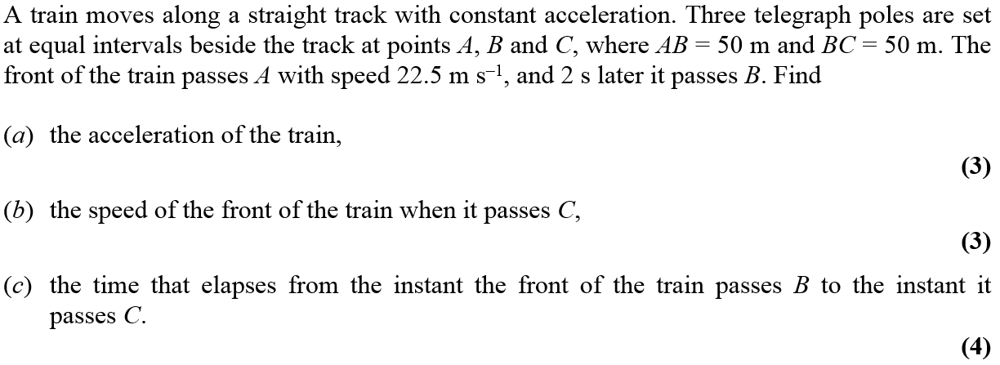 A train moves along a straight track with constant acceleration. Three telegraph poles are set
at equal intervals beside the track at points A, B and C, where AB = 50 m and BC = 50 m. The
front of the train passes A with speed 22.5 m s⁻¹, and 2 s later it passes B. Find
(a) the acceleration of the train,
(3)
(b) the speed of the front of the train when it passes C,
(3)
(c) the time that elapses from the instant the front of the train passes B to the instant it
passes C.
(4)